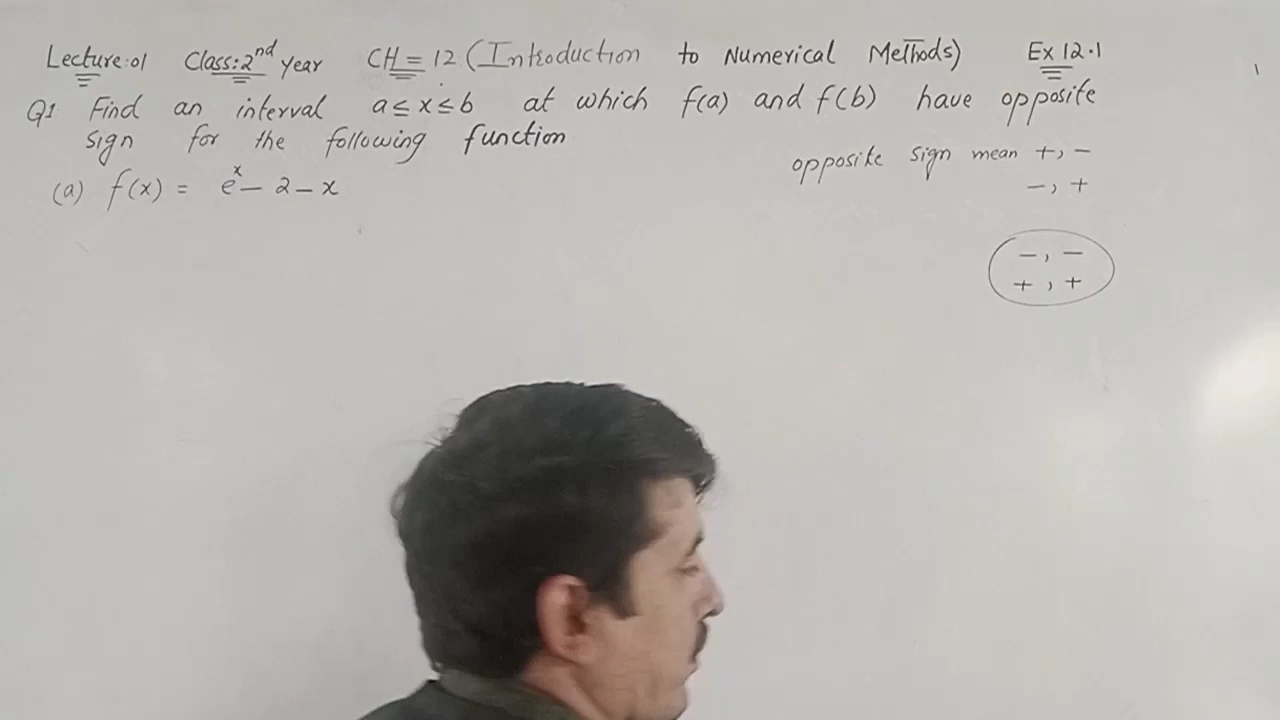 Lecture:01 Class:2nd year CH = 12 (Introduction to Numerical Methods) Ex 12.1
Q1 Find an interval a ≤ x ≤ b at which f(a) and f(b) have opposite
sign for the following function
opposite sign mean +, -
-, +
(a) f(x) = e^x - 2 - x
-, -
+, +